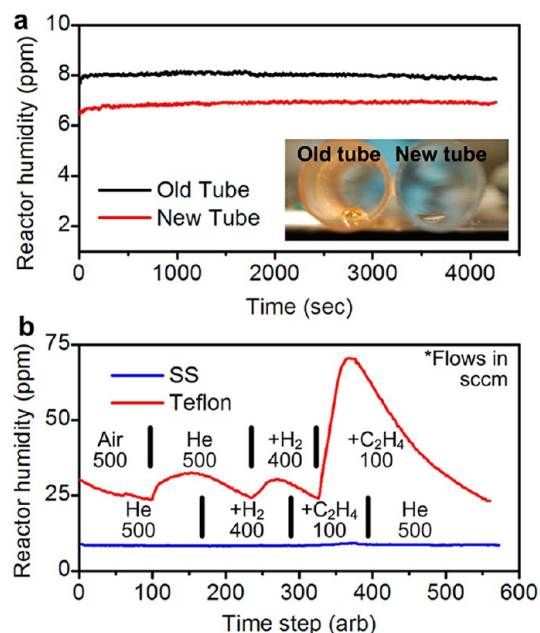 a
10
8
6
4
2
Reactor humidity (ppm)
Old tube New tube
Old Tube
New Tube
0 1000 2000 3000 4000
Time (sec)
b
75
50
25
0
Reactor humidity (ppm)
SS
Teflon
*Flows in
sccm
Air He +H₂ +C₂H₄
500 500 400 100
He +H₂ +C₂H₄ He
500 400 100 500
0 100 200 300 400 500 600
Time step (arb)